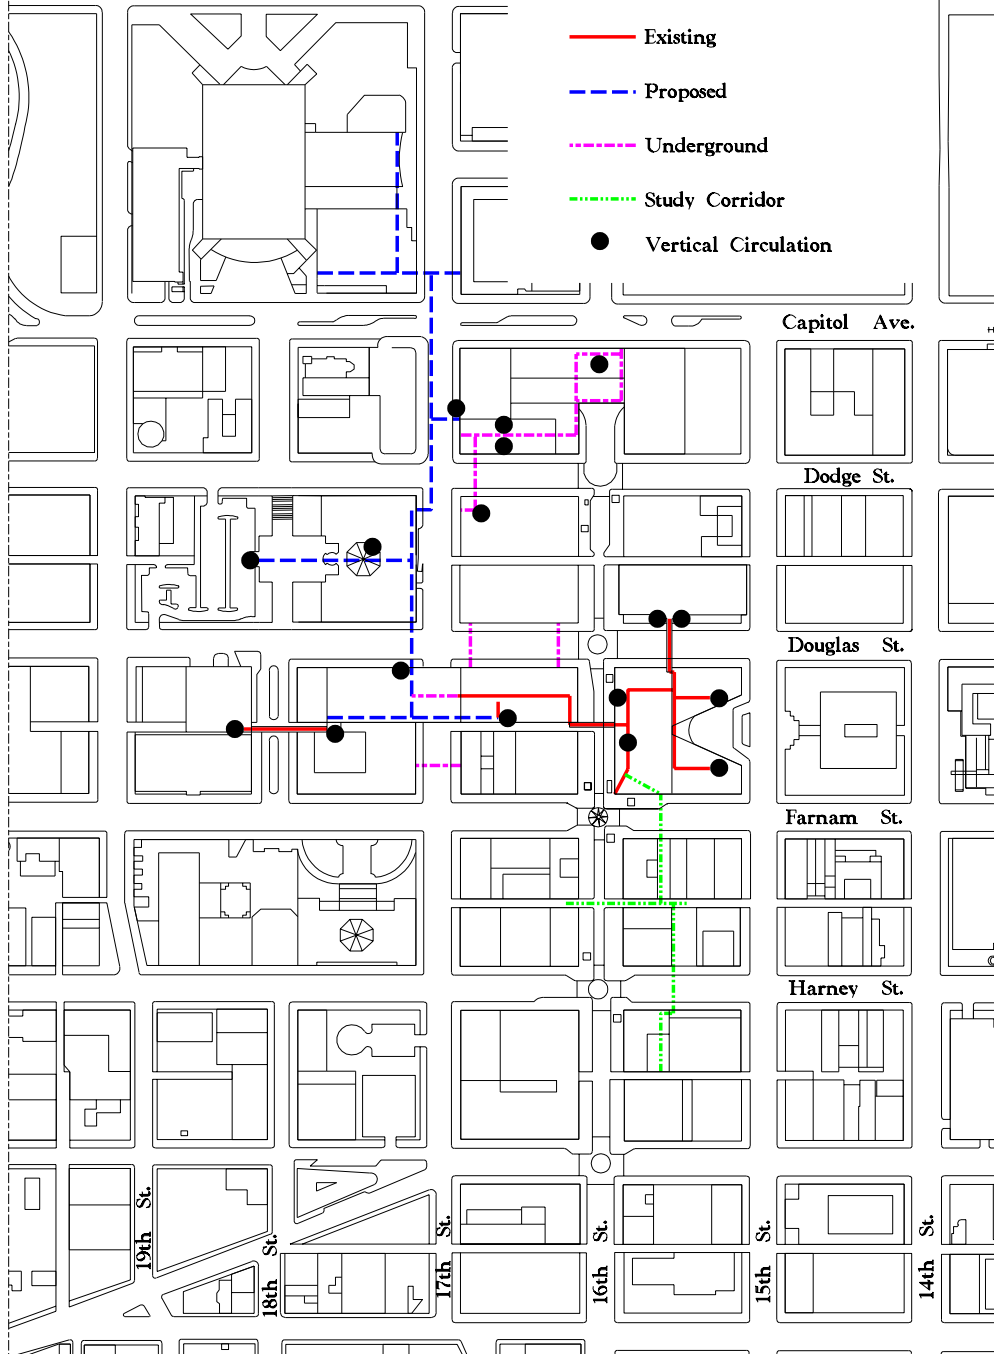 Existing
Proposed
Underground
Study Corridor
Vertical Circulation
Capitol Ave.
Dodge St.
Douglas St.
Farnam St.
Harney St.
19th St.
18th St.
17th St.
16th St.
15th St.
14th St.